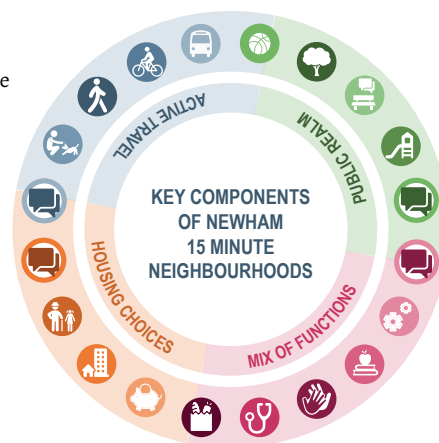 e
ACTIVE TRAVEL
PUBLIC REALM
KEY COMPONENTS
OF NEWHAM
15 MINUTE
NEIGHBOURHOODS
HOUSING CHOICES
MIX OF FUNCTIONS